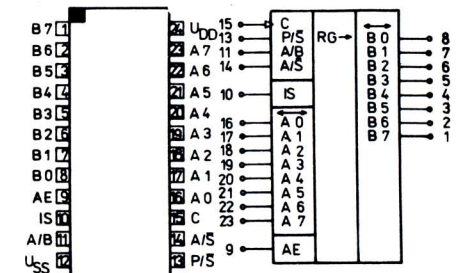 B7 1
B6 2
B5 3
B4 4
B3 5
B2 6
B1 7
B0 8
AE 9
IS 10
A/B 11
USS 12
24 UDD
23 A7
22 A6
21 A5
20 A4
19 A3
18 A2
17 A1
16 A0
15 C
14 A/S̅
13 P/S̅
15 C
13 P/S̅
11 A/B
14 A/S̅
10 IS
16 A0
17 A1
18 A2
19 A3
20 A4
21 A5
22 A6
23 A7
9 AE
RG→
↔
B0 8
B1 7
B2 6
B3 5
B4 4
B5 3
B6 2
B7 1